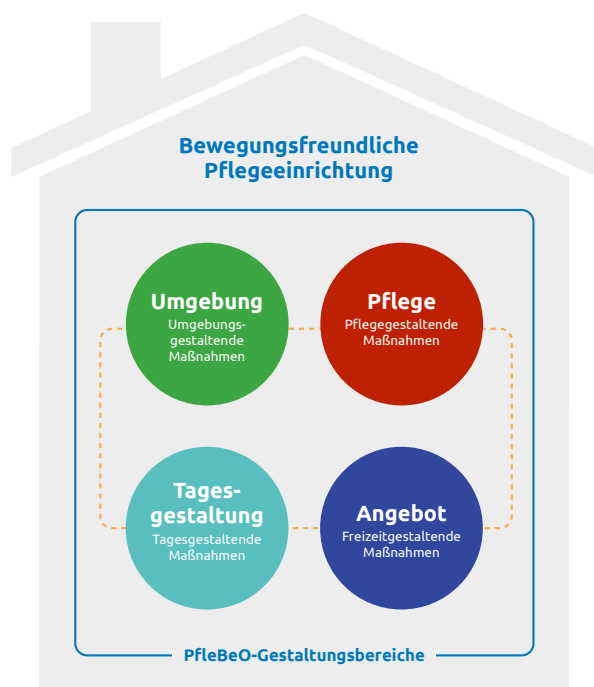 Bewegungsfreundliche
Pflegeeinrichtung
Umgebung
Umgebungs-
gestaltende
Maßnahmen
Pflege
Pflegegestaltende
Maßnahmen
Tages-
gestaltung
Tagesgestaltende
Maßnahmen
Angebot
Freizeitgestaltende
Maßnahmen
PfleBeO-Gestaltungsbereiche